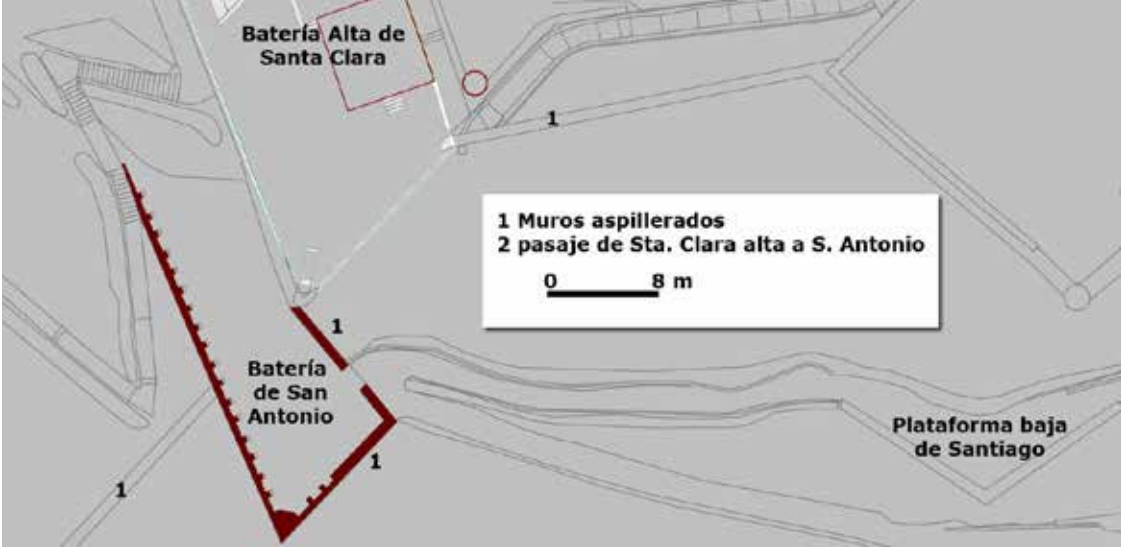 Batería Alta de
Santa Clara
1
1 Muros aspillerados
2 pasaje de Sta. Clara alta a S. Antonio
0 8 m
1
Batería
de San
Antonio
Plataforma baja
de Santiago
1
1